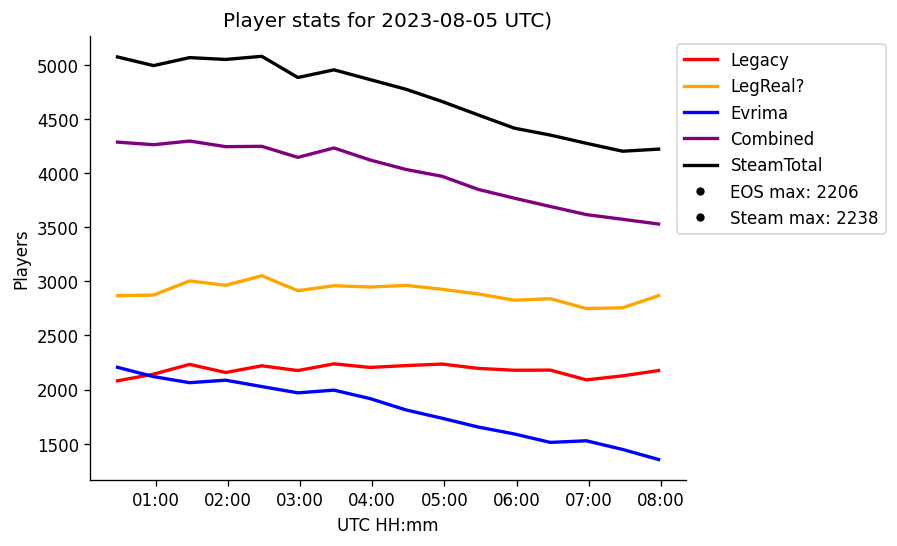 Player stats for 2023-08-05 UTC)
Legacy
LegReal?
Evrima
Combined
SteamTotal
EOS max: 2206
Steam max: 2238
Players
5000
4500
4000
3500
3000
2500
2000
1500
01:00 02:00 03:00 04:00 05:00 06:00 07:00 08:00
UTC HH:mm